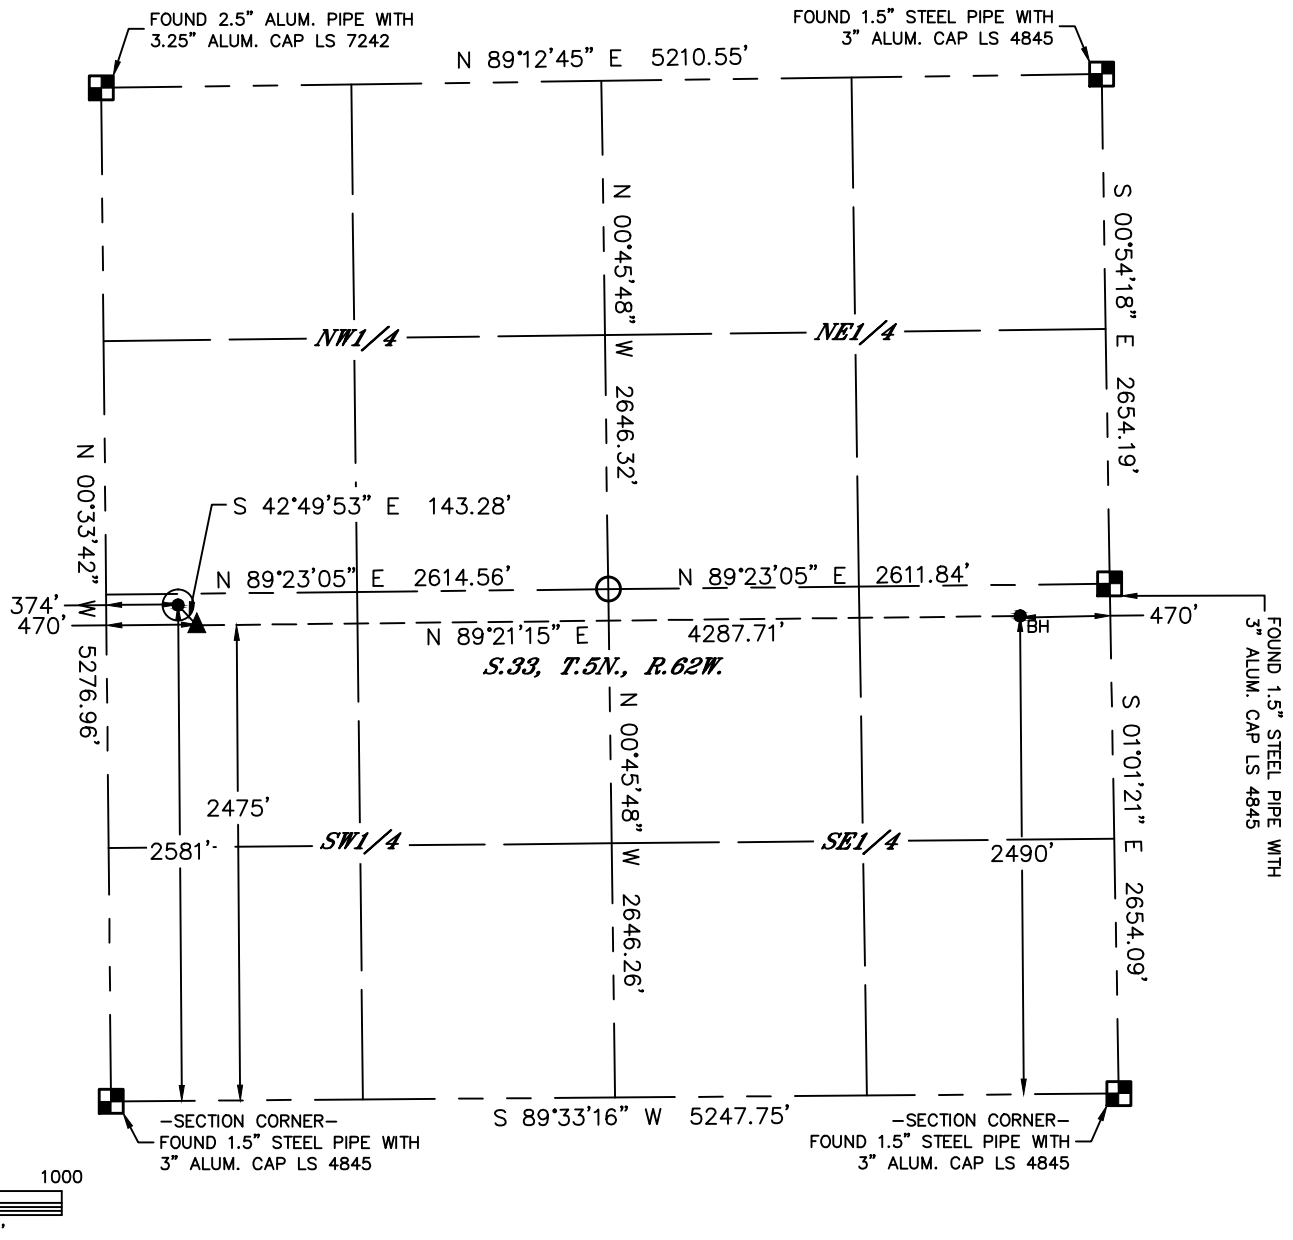 FOUND 2.5" ALUM. PIPE WITH
3.25" ALUM. CAP LS 7242
FOUND 1.5" STEEL PIPE WITH
3" ALUM. CAP LS 4845
N 89°12'45" E 5210.55'
N 00°45'48" W 2646.32'
S 00°54'18" E 2654.19'
NW1/4
NE1/4
N 00°33'42" W 5276.96'
S 42°49'53" E 143.28'
N 89°23'05" E 2614.56'
N 89°23'05" E 2611.84'
374'
470'
N 89°21'15" E 4287.71'
BH
470'
FOUND 1.5" STEEL PIPE WITH
3" ALUM. CAP LS 4845
S.33, T.5N., R.62W.
N 00°45'48" W 2646.26'
S 01°01'21" E 2654.09'
2475'
2581'
SW1/4
SE1/4
2490'
S 89°33'16" W 5247.75'
-SECTION CORNER-
FOUND 1.5" STEEL PIPE WITH
3" ALUM. CAP LS 4845
-SECTION CORNER-
FOUND 1.5" STEEL PIPE WITH
3" ALUM. CAP LS 4845
1000
'